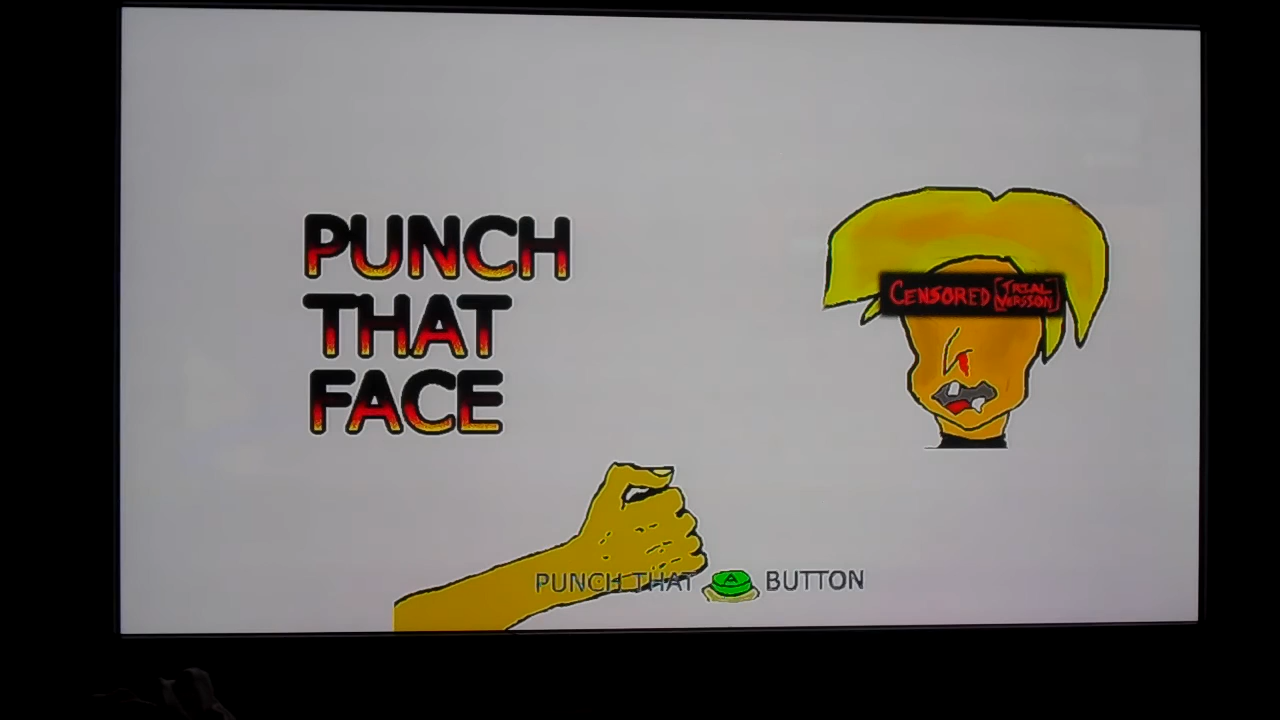 PUNCH
THAT
FACE
CENSORED [TRIAL VERSION]
PUNCH THAT A BUTTON